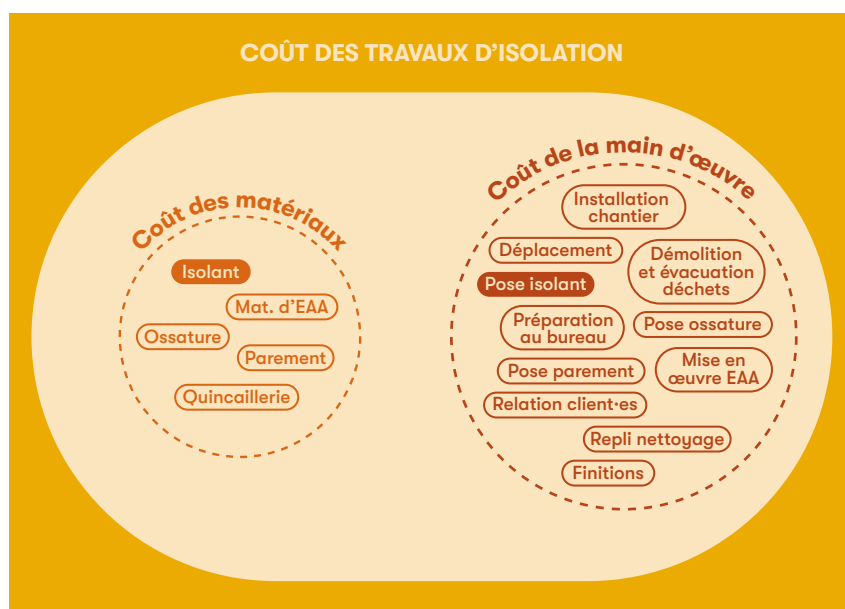 COÛT DES TRAVAUX D'ISOLATION
Coût des matériaux
Isolant
Mat. d'EAA
Ossature
Parement
Quincaillerie
Coût de la main d'œuvre
Installation
chantier
Déplacement
Démolition
et évacuation
déchets
Pose isolant
Préparation
au bureau
Pose ossature
Mise en
œuvre EAA
Pose parement
Relation client·es
Repli nettoyage
Finitions